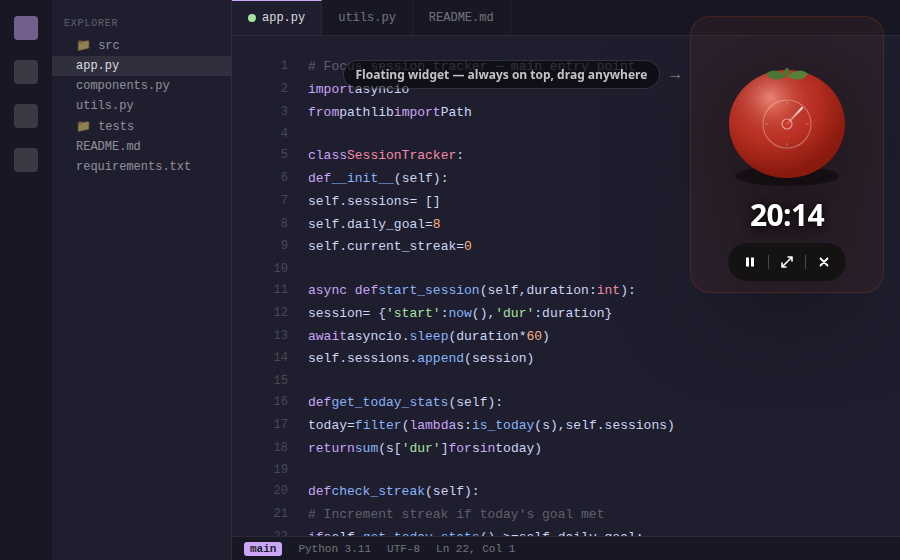 EXPLORER
📁 src
app.py
components.py
utils.py
📁 tests
README.md
requirements.txt
app.py
utils.py
README.md
1 # Focus session tracker — main entry point
Floating widget — always on top, drag anywhere →
2 importasyncio
3 frompathlibimportPath
4
5 classSessionTracker:
6 def__init__(self):
7 self.sessions= []
8 self.daily_goal=8
9 self.current_streak=0
10
11 async defstart_session(self,duration:int):
12 session= {'start':now(),'dur':duration}
13 awaitasyncio.sleep(duration*60)
14 self.sessions.append(session)
15
16 defget_today_stats(self):
17 today=filter(lambdas:is_today(s),self.sessions)
18 returnsum(s['dur']forsintoday)
19
20 defcheck_streak(self):
21 # Increment streak if today's goal met
22 ifself.get_today_stats()>=self.daily_goal:
20:14
main Python 3.11 UTF-8 Ln 22, Col 1